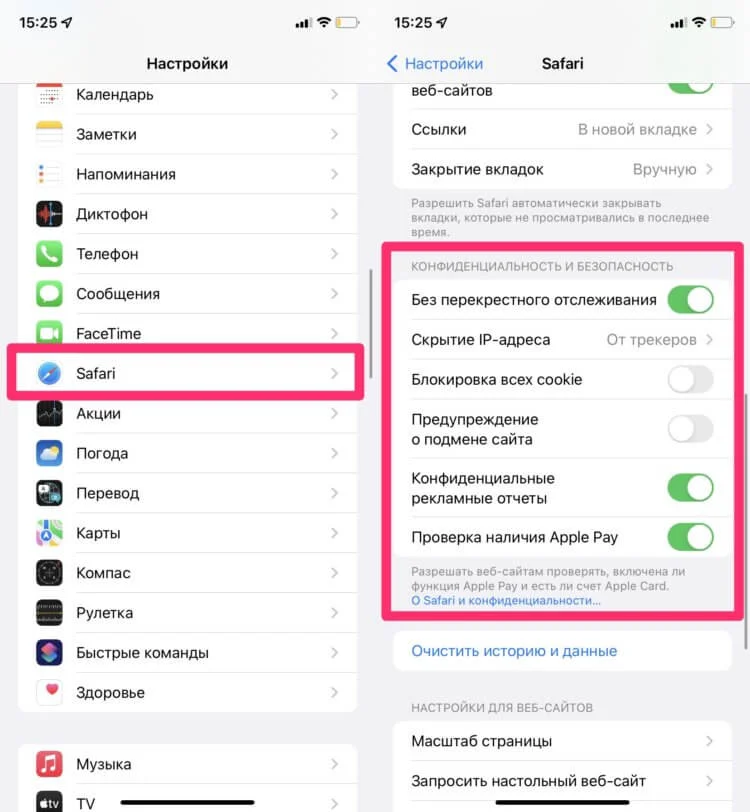 15:25
Настройки
Календарь
Заметки
Напоминания
Диктофон
Телефон
Сообщения
FaceTime
Safari
Акции
Погода
Перевод
Карты
Компас
Рулетка
Быстрые команды
Здоровье
Музыка
tv TV
15:25
Настройки Safari
веб-сайтов
Ссылки В новой вкладке
Закрытие вкладок Вручную
Разрешить Safari автоматически закрывать
вкладки, которые не просматривались в последнее
время.
КОНФИДЕНЦИАЛЬНОСТЬ И БЕЗОПАСНОСТЬ
Без перекрестного отслеживания
Скрытие IP-адреса От трекеров
Блокировка всех cookie
Предупреждение
о подмене сайта
Конфиденциальные
рекламные отчеты
Проверка наличия Apple Pay
Разрешать веб-сайтам проверять, включена ли
функция Apple Pay и есть ли счет Apple Card.
О Safari и конфиденциальности...
Очистить историю и данные
НАСТРОЙКИ ДЛЯ ВЕБ-САЙТОВ
Масштаб страницы
Запросить настольный веб-сайт